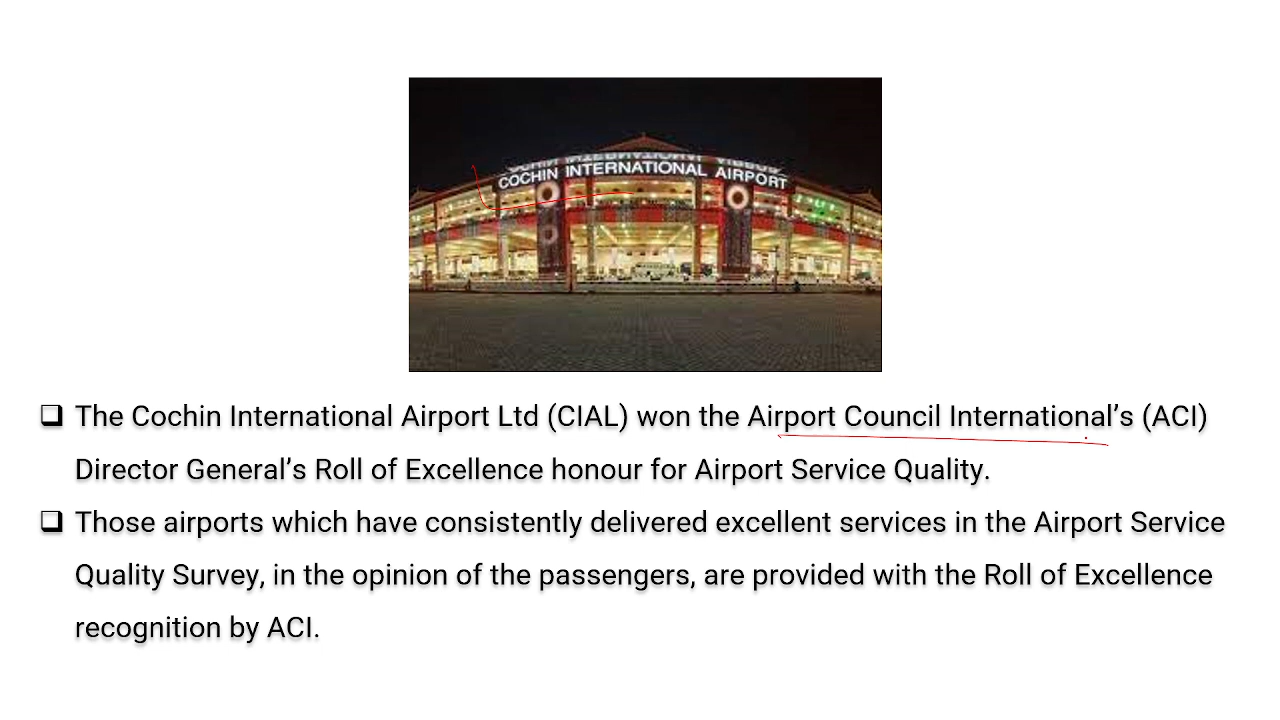 COCHIN INTERNATIONAL AIRPORT
The Cochin International Airport Ltd (CIAL) won the Airport Council International’s (ACI)
Director General’s Roll of Excellence honour for Airport Service Quality.
Those airports which have consistently delivered excellent services in the Airport Service
Quality Survey, in the opinion of the passengers, are provided with the Roll of Excellence
recognition by ACI.